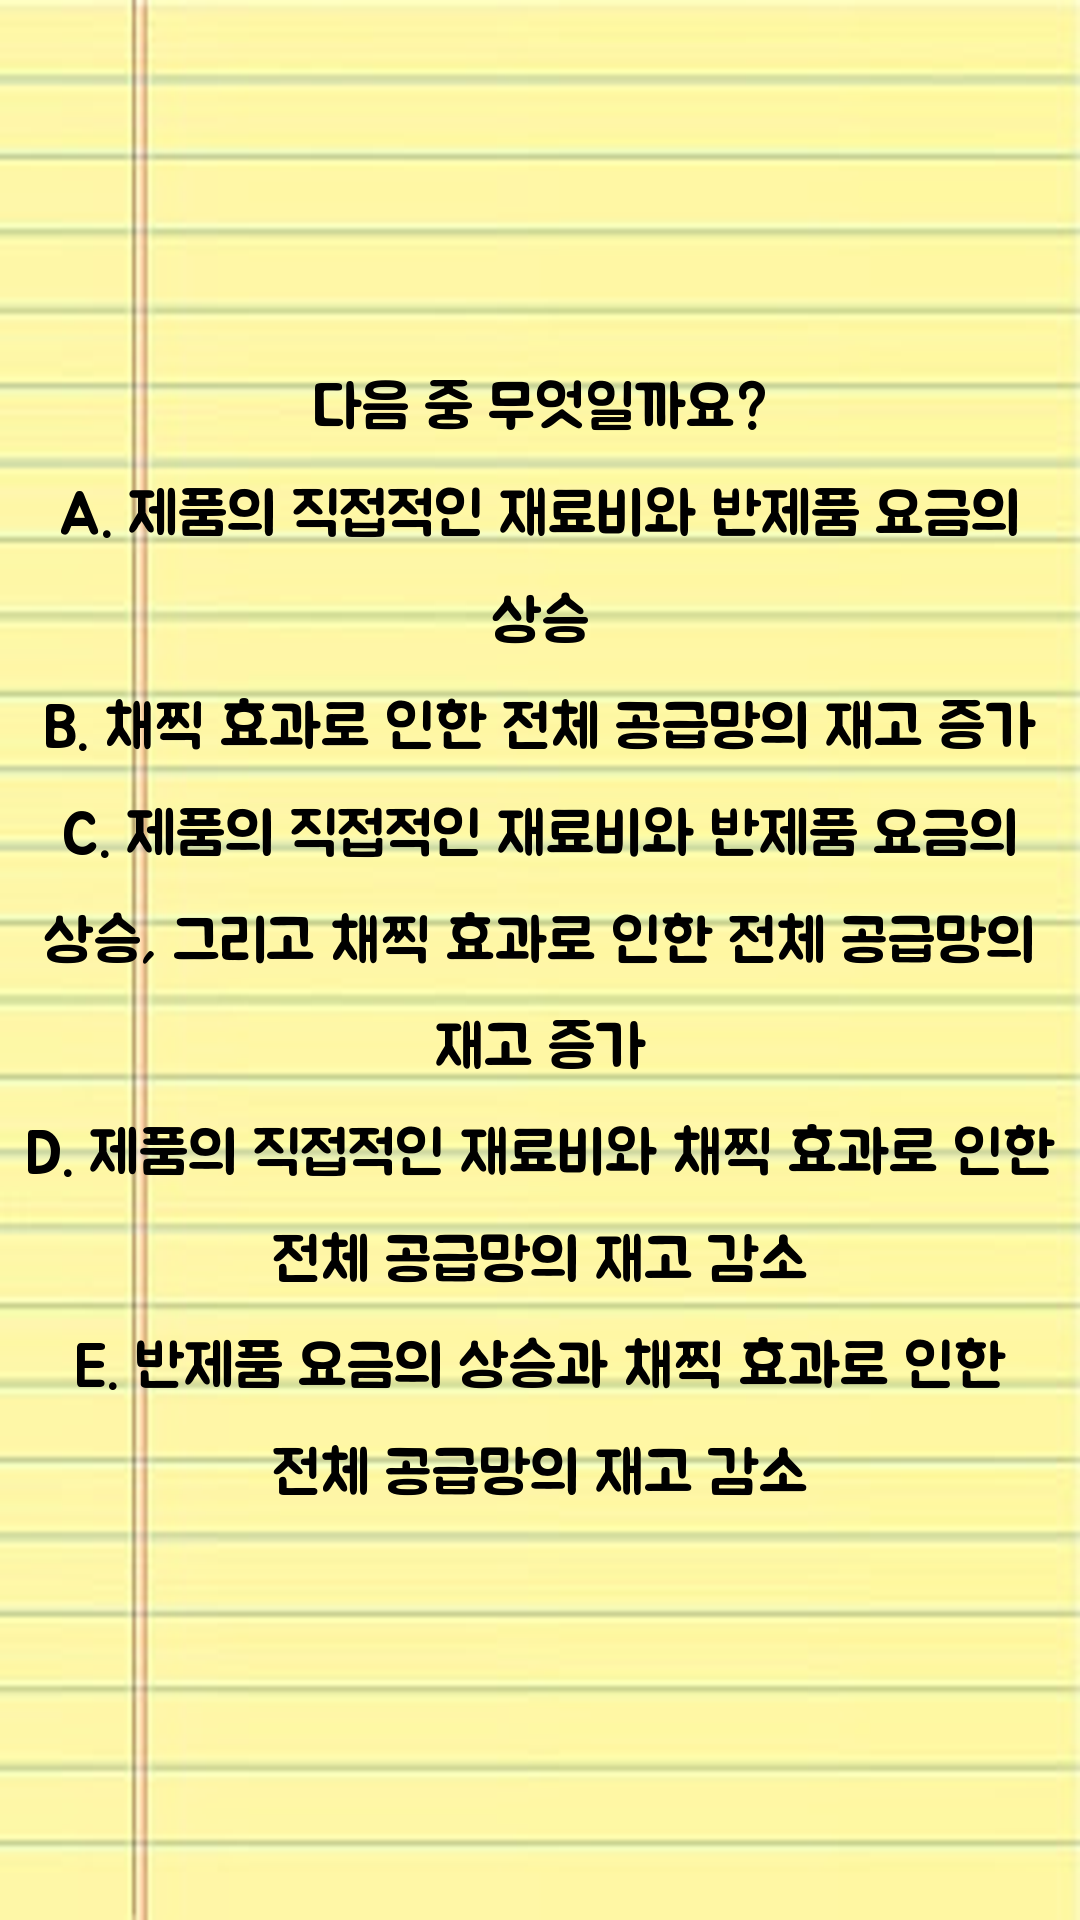 다음 중 무엇일까요?
A. 제품의 직접적인 재료비와 반제품 요금의
상승
B. 채찍 효과로 인한 전체 공급망의 재고 증가
C. 제품의 직접적인 재료비와 반제품 요금의
상승, 그리고 채찍 효과로 인한 전체 공급망의
재고 증가
D. 제품의 직접적인 재료비와 채찍 효과로 인한
전체 공급망의 재고 감소
E. 반제품 요금의 상승과 채찍 효과로 인한
전체 공급망의 재고 감소